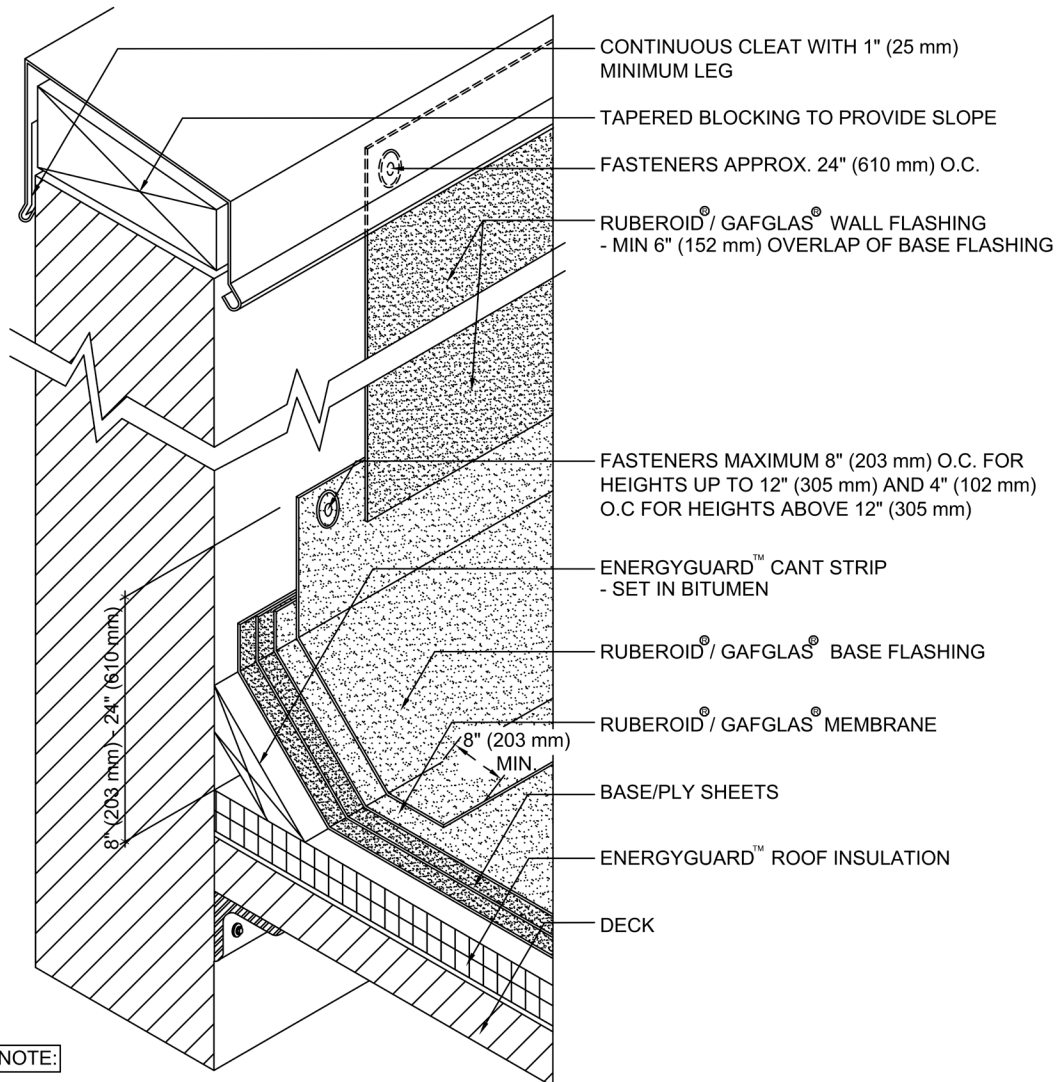 CONTINUOUS CLEAT WITH 1" (25 mm)
MINIMUM LEG
TAPERED BLOCKING TO PROVIDE SLOPE
FASTENERS APPROX. 24" (610 mm) O.C.
RUBEROID®/ GAFGLAS® WALL FLASHING
- MIN 6" (152 mm) OVERLAP OF BASE FLASHING
FASTENERS MAXIMUM 8" (203 mm) O.C. FOR
HEIGHTS UP TO 12" (305 mm) AND 4" (102 mm)
O.C FOR HEIGHTS ABOVE 12" (305 mm)
ENERGYGUARD™ CANT STRIP
- SET IN BITUMEN
RUBEROID®/ GAFGLAS® BASE FLASHING
RUBEROID®/ GAFGLAS® MEMBRANE
8" (203 mm)
MIN.
BASE/PLY SHEETS
ENERGYGUARD™ ROOF INSULATION
DECK
8" (203 mm) - 24" (610 mm)
NOTE: